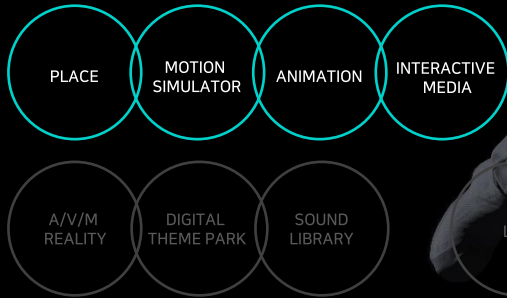 PLACE
MOTION
SIMULATOR
ANIMATION
INTERACTIVE
MEDIA
A/V/M
REALITY
DIGITAL
THEME PARK
SOUND
LIBRARY